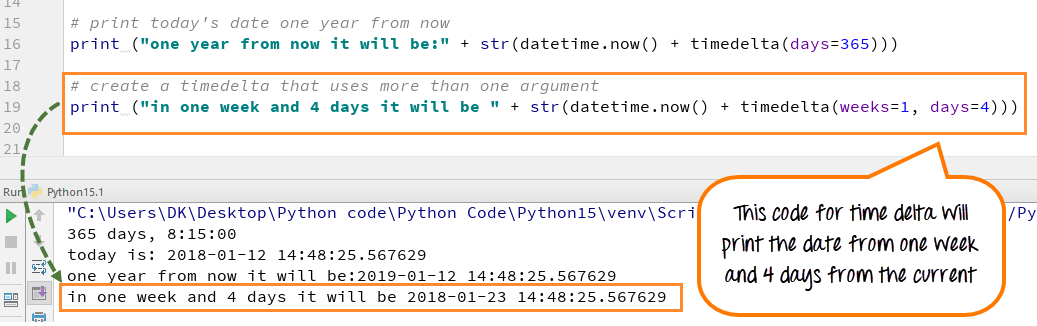 14
15 # print today's date one year from now
16 print ("one year from now it will be:" + str(datetime.now() + timedelta(days=365)))
17
18 # create a timedelta that uses more than one argument
19 print ("in one week and 4 days it will be " + str(datetime.now() + timedelta(weeks=1, days=4)))
20
21
Run Python15.1
"C:\Users\DK\Desktop\Python code\Python Code\Python15\venv\Scri /Py
365 days, 8:15:00
today is: 2018-01-12 14:48:25.567629
one year from now it will be:2019-01-12 14:48:25.567629
in one week and 4 days it will be 2018-01-23 14:48:25.567629
This code for time delta will
print the date from one week
and 4 days from the current